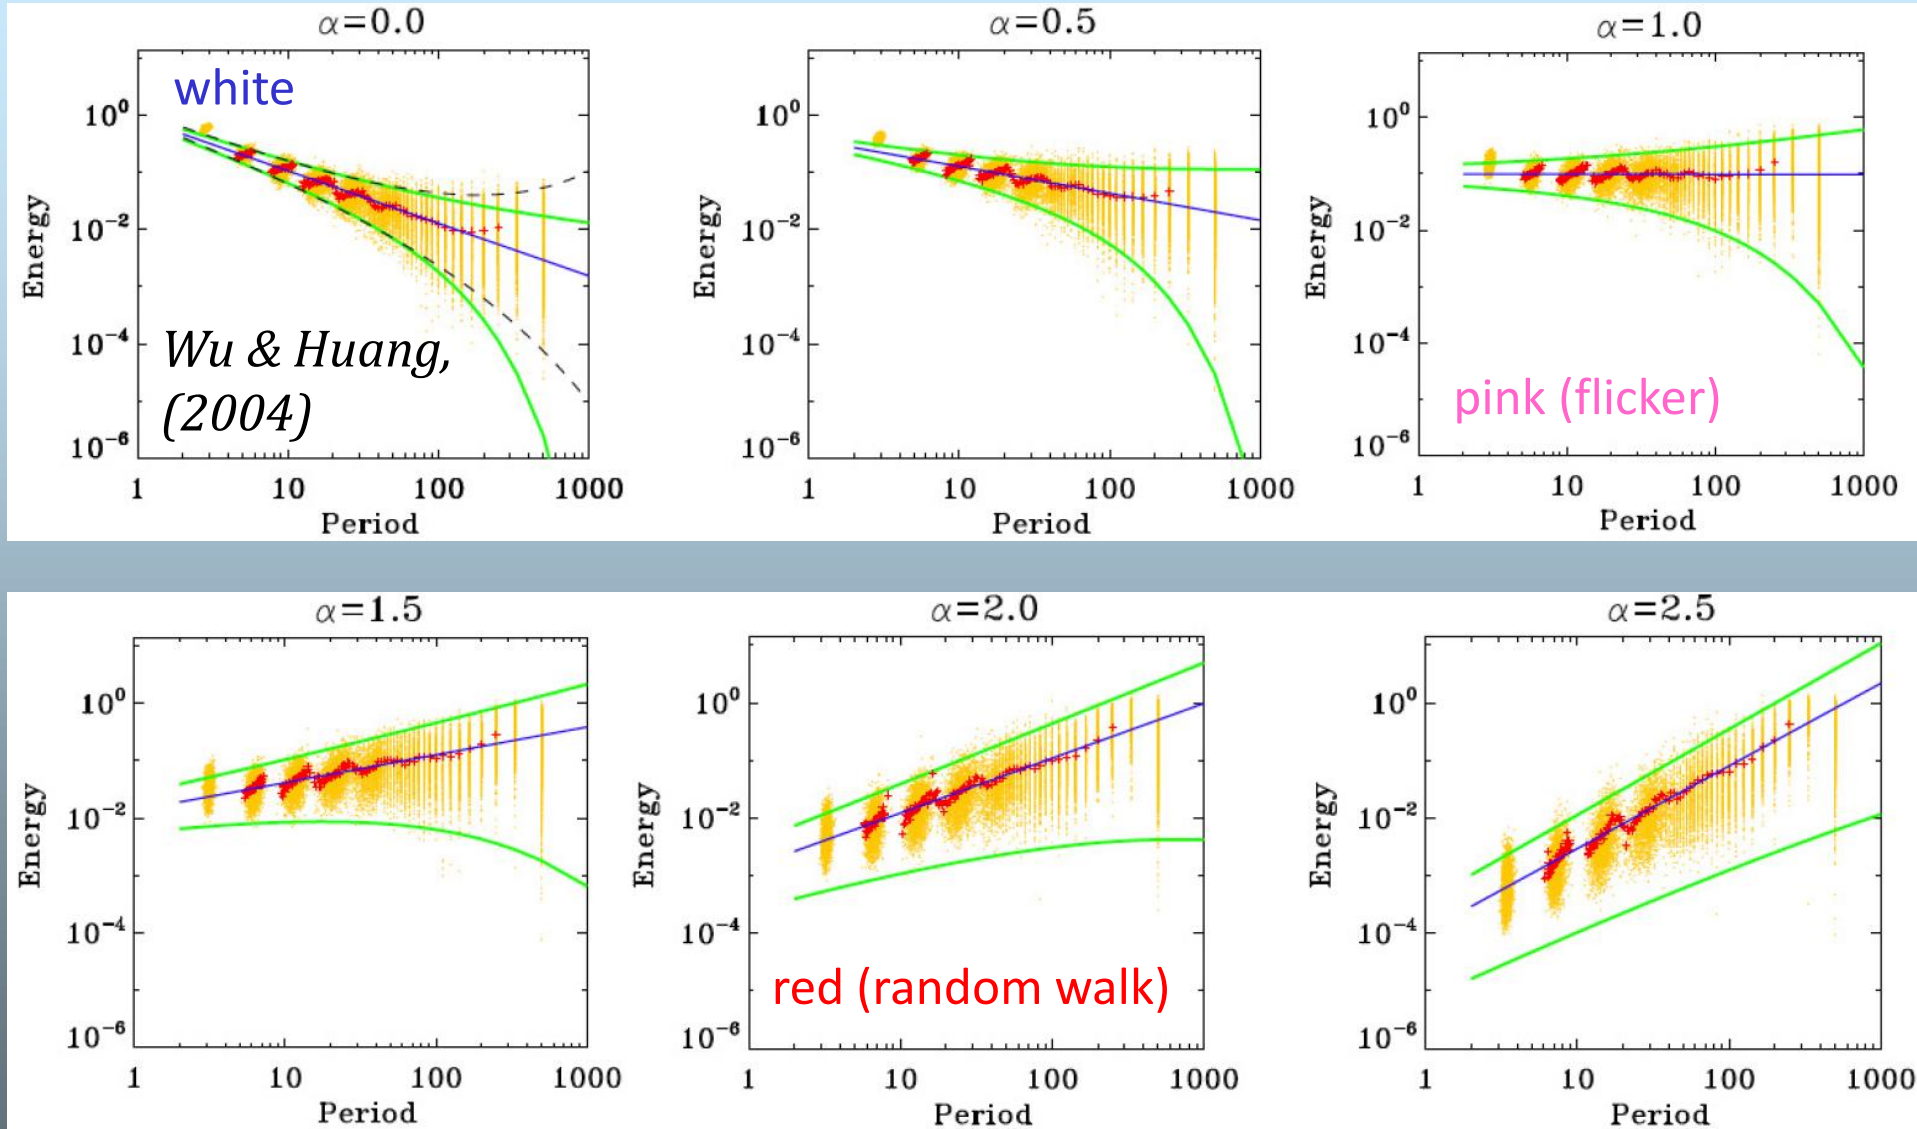 α=0.0
white
Wu & Huang,
(2004)
Energy
10⁰
10⁻²
10⁻⁴
10⁻⁶
1 10 100 1000
Period
α=0.5
Energy
10⁰
10⁻²
10⁻⁴
10⁻⁶
1 10 100 1000
Period
α=1.0
pink (flicker)
Energy
10⁰
10⁻²
10⁻⁴
10⁻⁶
1 10 100 1000
Period
α=1.5
Energy
10⁰
10⁻²
10⁻⁴
10⁻⁶
1 10 100 1000
Period
α=2.0
red (random walk)
Energy
10⁰
10⁻²
10⁻⁴
10⁻⁶
1 10 100 1000
Period
α=2.5
Energy
10⁰
10⁻²
10⁻⁴
10⁻⁶
1 10 100 1000
Period